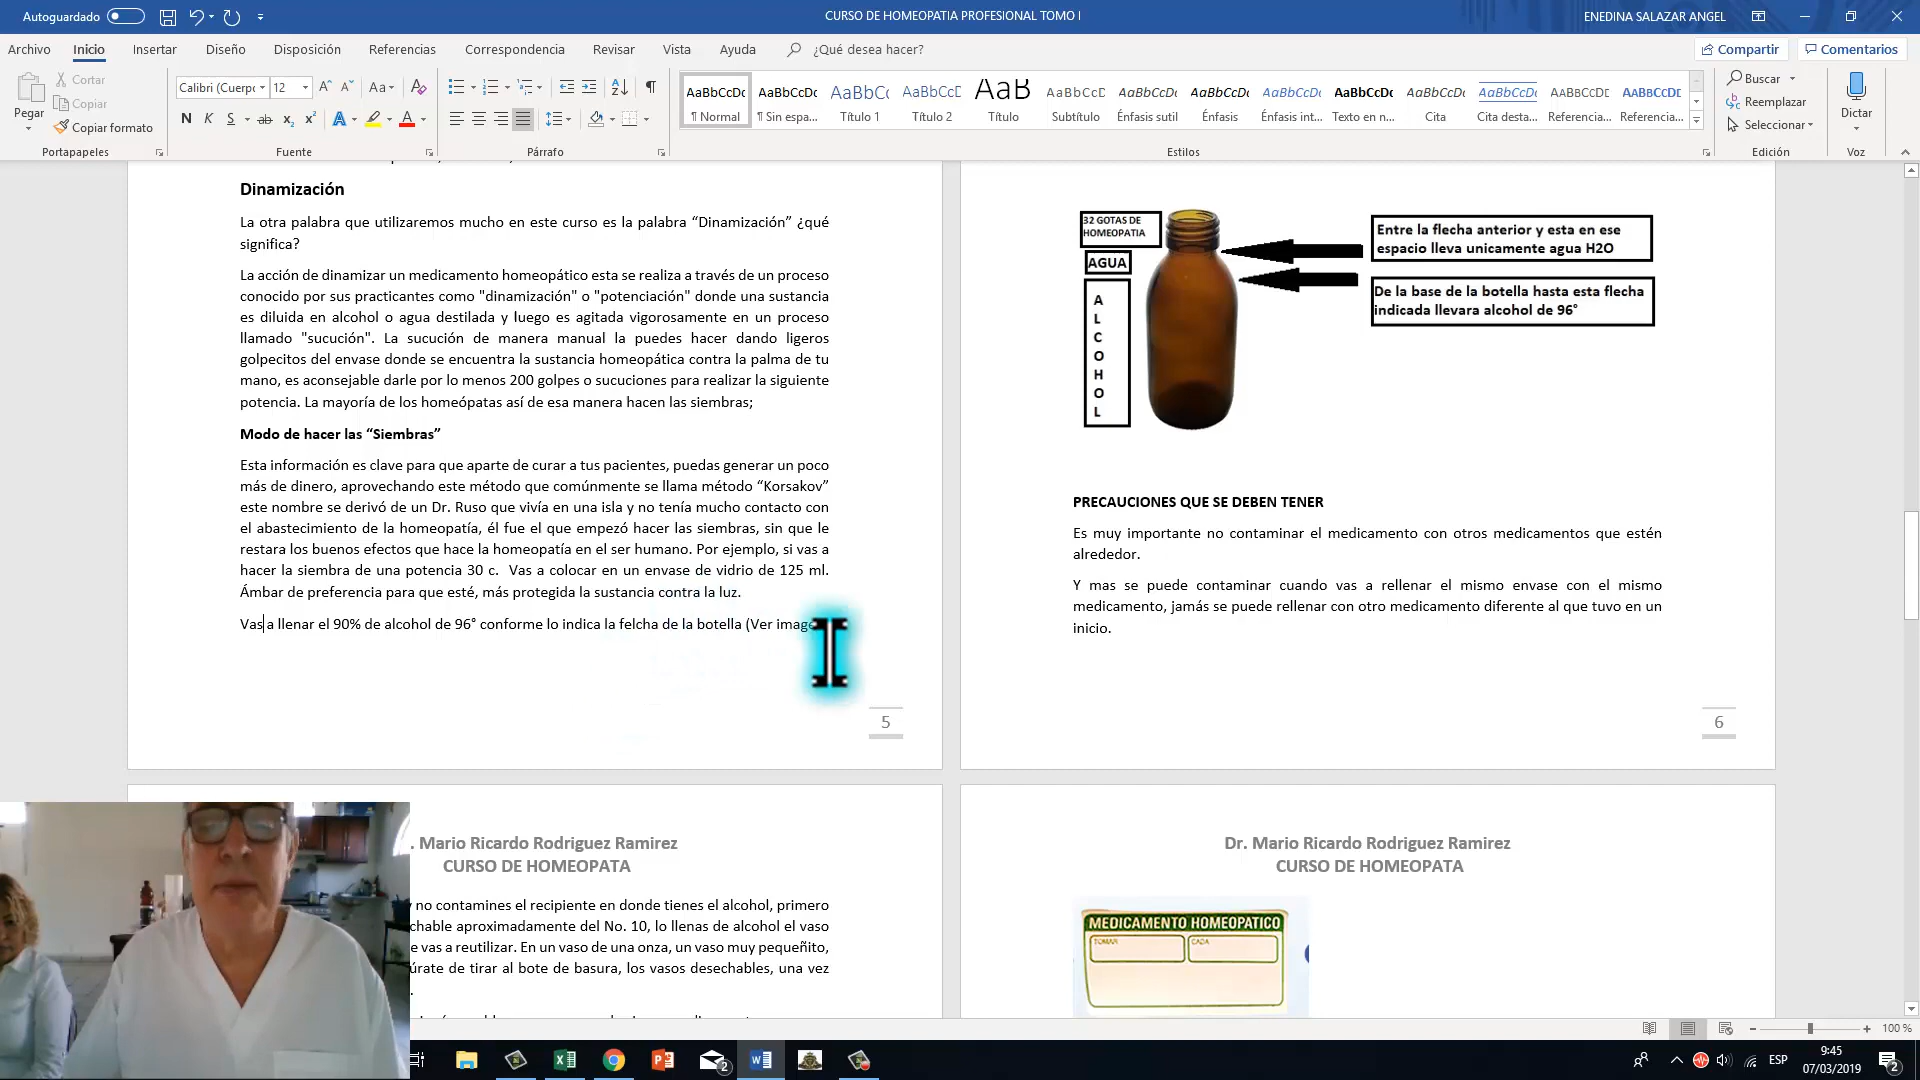 Autoguardado
CURSO DE HOMEOPATIA PROFESIONAL TOMO I
ENEDINA SALAZAR ANGEL
Archivo Inicio Insertar Diseño Disposición Referencias Correspondencia Revisar Vista Ayuda ¿Qué desea hacer? Compartir Comentarios
Pegar
Cortar
Copiar
Copiar formato
Portapapeles
Calibri (Cuerpo 12
N K S ab
Fuente
Párrafo
AaBbCcDc AaBbCcDc AaBbCc AaBbCcD AaB AaBbCcD AaBbCcDc AaBbCcDc AaBbCcDc AaBbCcDc AaBbCcDc AaBbCcDc AABBCCDE AABBCCDE
¶ Normal ¶ Sin espa... Título 1 Título 2 Título Subtítulo Énfasis sutil Énfasis Énfasis int... Texto en n... Cita Cita desta... Referencia... Referencia...
Estilos
Buscar
Reemplazar
Seleccionar
Edición
Dictar
Voz
Dinamización
La otra palabra que utilizaremos mucho en este curso es la palabra “Dinamización” ¿qué
significa?
La acción de dinamizar un medicamento homeopático esta se realiza a través de un proceso
conocido por sus practicantes como "dinamización" o "potenciación" donde una sustancia
es diluida en alcohol o agua destilada y luego es agitada vigorosamente en un proceso
llamado "sucución". La sucución de manera manual la puedes hacer dando ligeros
golpecitos del envase donde se encuentra la sustancia homeopática contra la palma de tu
mano, es aconsejable darle por lo menos 200 golpes o sucuciones para realizar la siguiente
potencia. La mayoría de los homeópatas así de esa manera hacen las siembras;
Modo de hacer las “Siembras”
Esta información es clave para que aparte de curar a tus pacientes, puedas generar un poco
más de dinero, aprovechando este método que comúnmente se llama método “Korsakov”
este nombre se derivó de un Dr. Ruso que vivía en una isla y no tenía mucho contacto con
el abastecimiento de la homeopatía, él fue el que empezó hacer las siembras, sin que le
restara los buenos efectos que hace la homeopatía en el ser humano. Por ejemplo, si vas a
hacer la siembra de una potencia 30 c. Vas a colocar en un envase de vidrio de 125 ml.
Ámbar de preferencia para que esté, más protegida la sustancia contra la luz.
Vas a llenar el 90% de alcohol de 96° conforme lo indica la felcha de la botella (Ver image
5
32 GOTAS DE
HOMEOPATIA
AGUA
A
L
C
O
H
O
L
Entre la flecha anterior y esta en ese
espacio lleva unicamente agua H2O
De la base de la botella hasta esta flecha
indicada llevara alcohol de 96°
PRECAUCIONES QUE SE DEBEN TENER
Es muy importante no contaminar el medicamento con otros medicamentos que estén
alrededor.
Y mas se puede contaminar cuando vas a rellenar el mismo envase con el mismo
medicamento, jamás se puede rellenar con otro medicamento diferente al que tuvo en un
inicio.
6
. Mario Ricardo Rodriguez Ramirez
CURSO DE HOMEOPATA
no contamines el recipiente en donde tienes el alcohol, primero
chable aproximadamente del No. 10, lo llenas de alcohol el vaso
e vas a reutilizar. En un vaso de una onza, un vaso muy pequeñito,
úrate de tirar al bote de basura, los vasos desechables, una vez
.
Dr. Mario Ricardo Rodriguez Ramirez
CURSO DE HOMEOPATA
MEDICAMENTO HOMEOPATICO
TOMAR CADA
100 %
ESP
9:45
07/03/2019
2
2